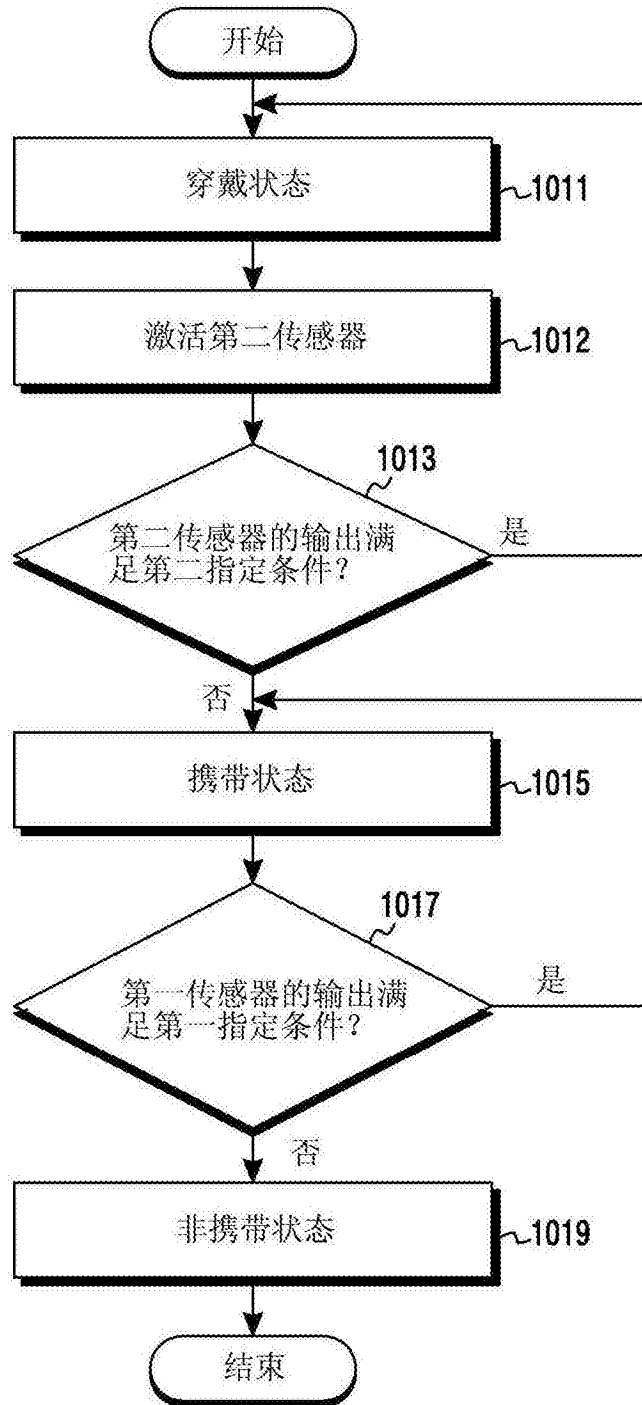 开始
穿戴状态
1011
激活第二传感器
1012
1013
第二传感器的输出满
足第二指定条件？
是
否
携带状态
1015
1017
第一传感器的输出满
足第一指定条件？
是
否
非携带状态
1019
结束